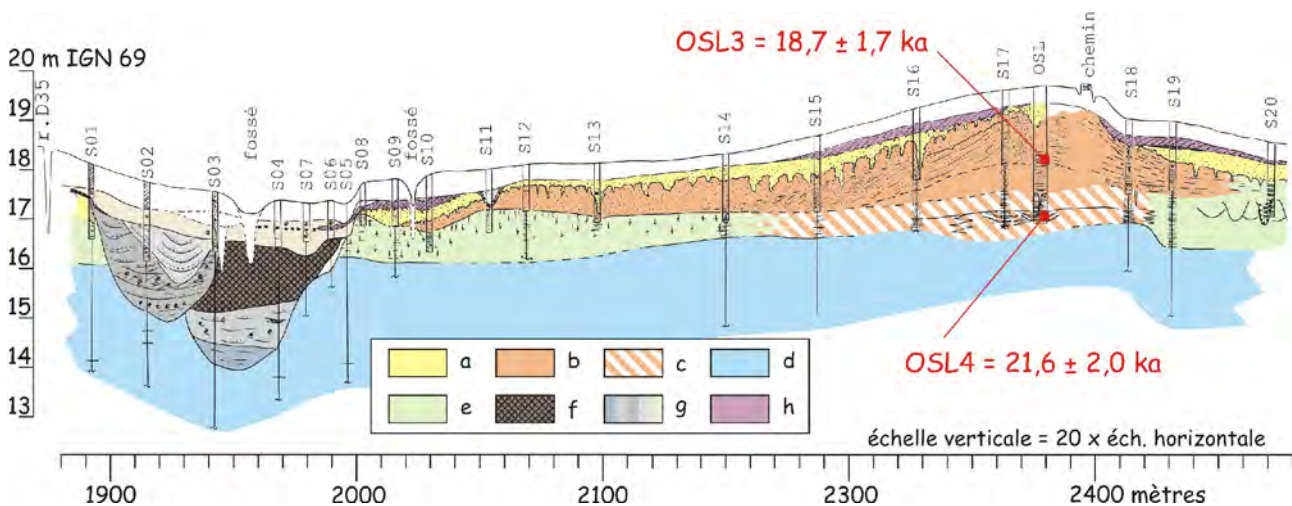 OSL3 = 18,7 ± 1,7 ka
20 m IGN 69
r.D35
S01
S02
S03
fossé
S04
S07
S06
S05
S08
S09
fossé
S10
S11
S12
S13
S14
S15
S16
S17
OSL
chemin
S18
S19
S20
19
18
17
16
15
14
13
OSL4 = 21,6 ± 2,0 ka
a b c d
e f g h
échelle verticale = 20 x éch. horizontale
1900 2000 2100 2300 2400 mètres